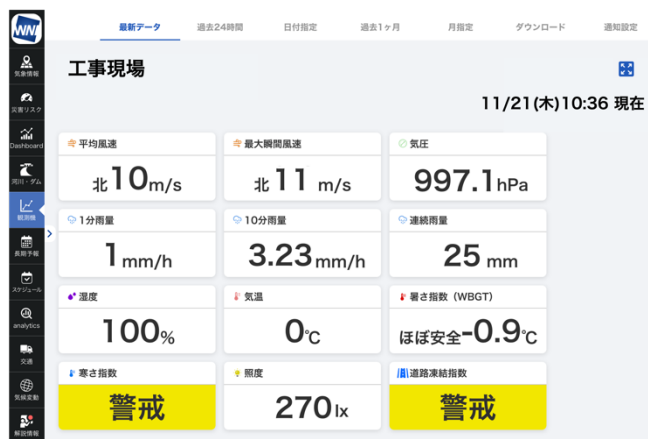 WNI
最新データ 過去24時間 日付指定 過去1ヶ月 月指定 ダウンロード 通知設定
気象情報
災害リスク
Dashboard
河川・ダム
観測機
長期予報
スケジュール
analytics
交通
気候変動
解説情報
工事現場
11/21(木)10:36 現在
平均風速
北10m/s
最大瞬間風速
北11 m/s
気圧
997.1hPa
1分雨量
1mm/h
10分雨量
3.23mm/h
連続雨量
25 mm
湿度
100%
気温
0℃
暑さ指数（WBGT）
ほぼ安全-0.9℃
寒さ指数
警戒
照度
270lx
道路凍結指数
警戒